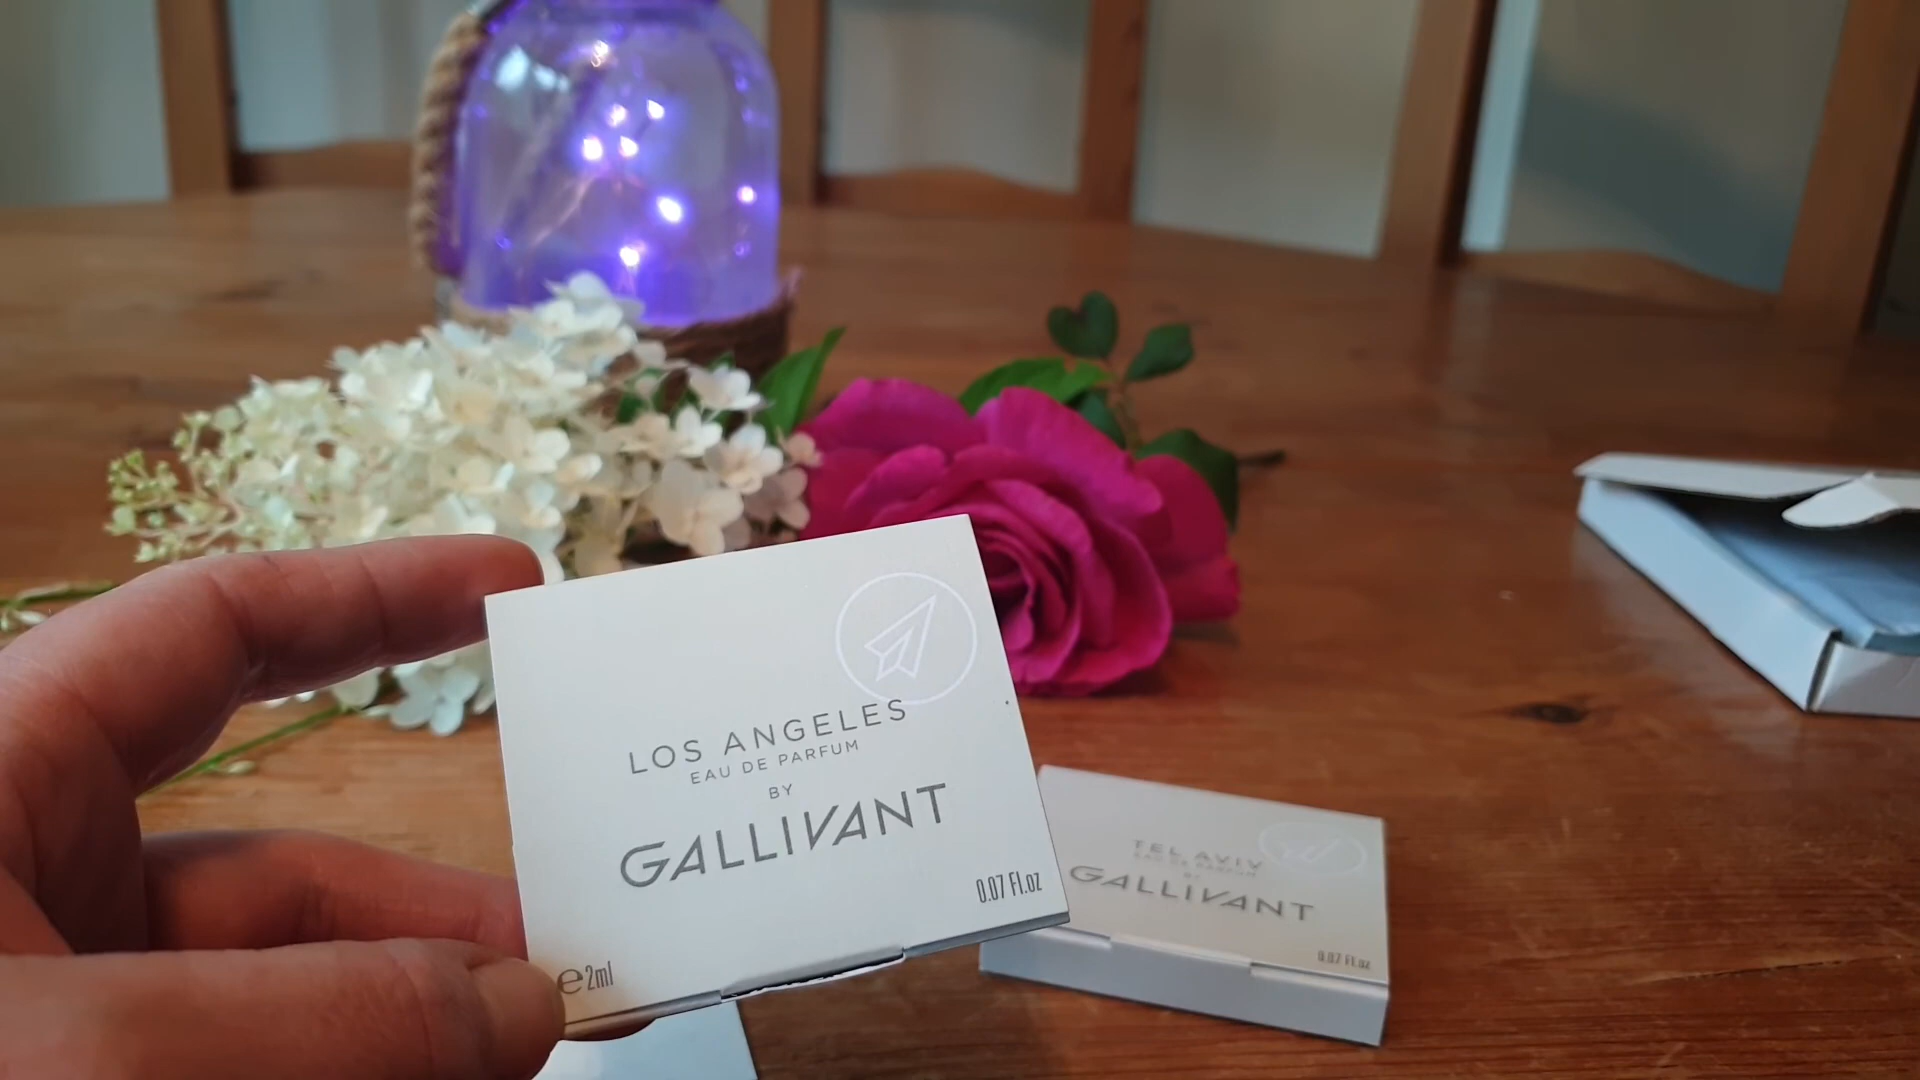 LOS ANGELES
EAU DE PARFUM
BY
GALLIVANT
0.07 Fl.oz
e2ml
TEL AVIV
EAU DE PARFUM
BY
GALLIVANT
0.07 Fl.oz